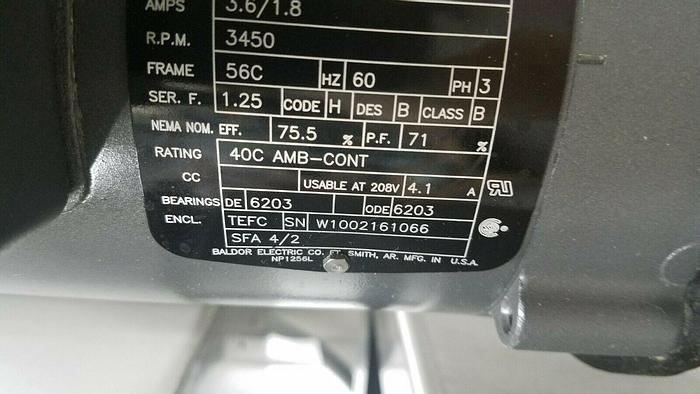 AMPS 3.6/1.8
R.P.M. 3450
FRAME 56C HZ 60 PH 3
SER. F. 1.25 CODE H DES B CLASS B
NEMA NOM. EFF. 75.5 % P.F. 71 %
RATING 40C AMB-CONT
CC USABLE AT 208V 4.1 A
BEARINGS DE 6203 ODE 6203
ENCL. TEFC SN W1002161066
SFA 4/2
BALDOR ELECTRIC CO. FT. SMITH, AR. MFG. IN U.S.A.
NP1256L